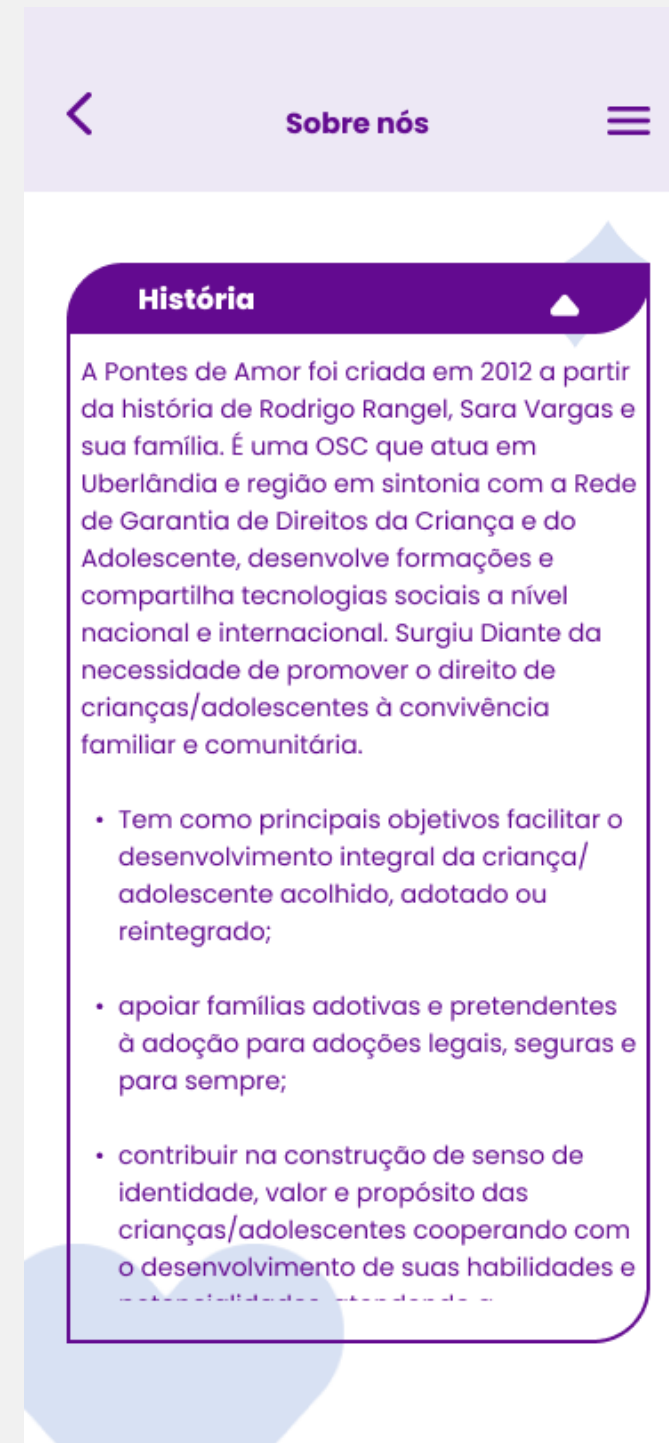 Sobre nós
História
A Pontes de Amor foi criada em 2012 a partir
da história de Rodrigo Rangel, Sara Vargas e
sua família. É uma OSC que atua em
Uberlândia e região em sintonia com a Rede
de Garantia de Direitos da Criança e do
Adolescente, desenvolve formações e
compartilha tecnologias sociais a nível
nacional e internacional. Surgiu Diante da
necessidade de promover o direito de
crianças/adolescentes à convivência
familiar e comunitária.
• Tem como principais objetivos facilitar o
desenvolvimento integral da criança/
adolescente acolhido, adotado ou
reintegrado;
• apoiar famílias adotivas e pretendentes
à adoção para adoções legais, seguras e
para sempre;
• contribuir na construção de senso de
identidade, valor e propósito das
crianças/adolescentes cooperando com
o desenvolvimento de suas habilidades e